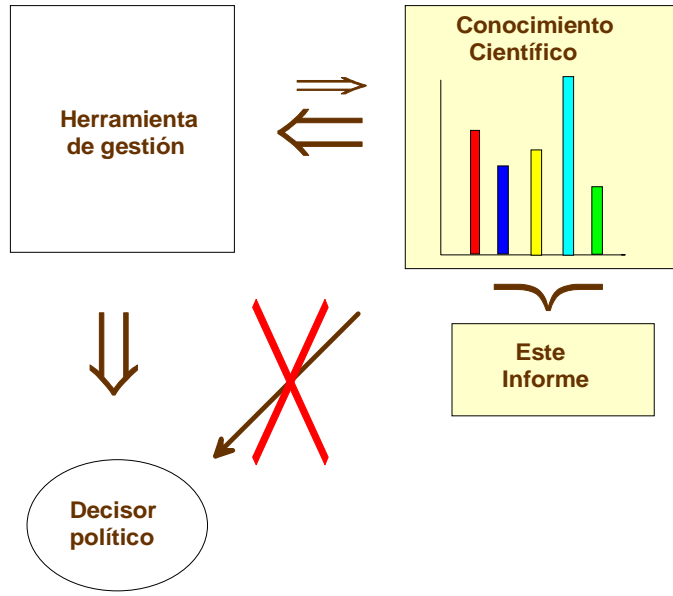 Conocimiento
Científico
Herramienta
de gestión
Este
Informe
Decisor
político